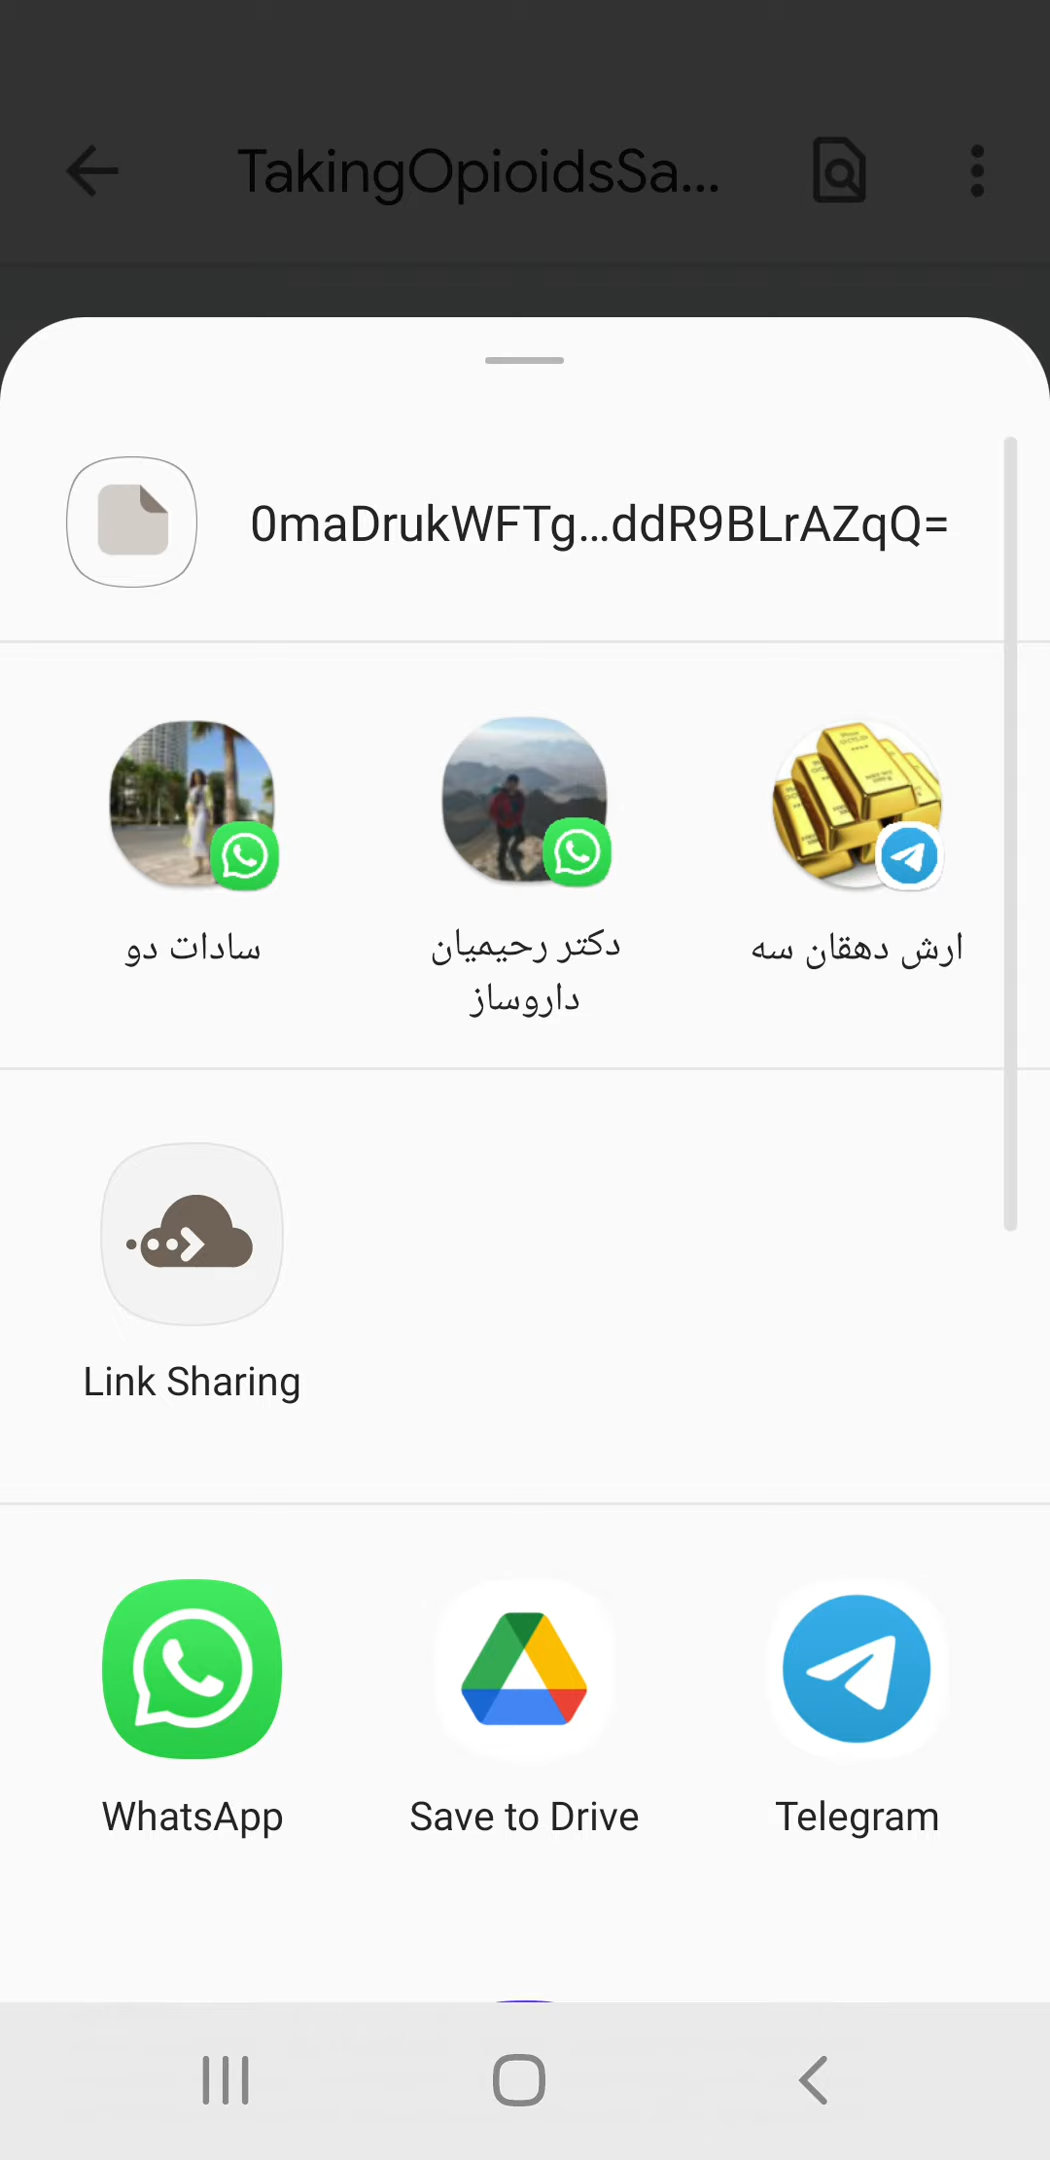 TakingOpioidsSa...
0maDrukWFTg...ddR9BLrAZqQ=
سادات دو
دکتر رحیمیان
داروساز
ارش دهقان سه
Link Sharing
WhatsApp
Save to Drive
Telegram